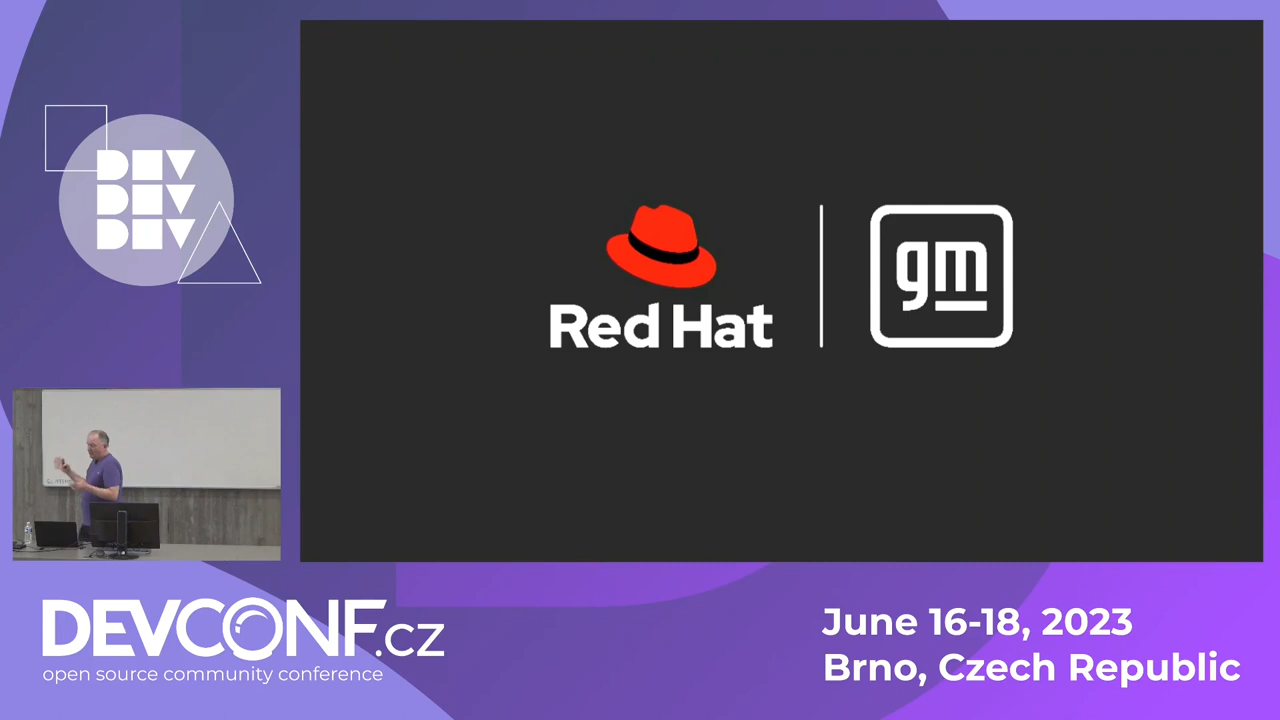 DEV
DEV
DEV
Red Hat
gm
DEVCONF.cz
open source community conference
June 16-18, 2023
Brno, Czech Republic